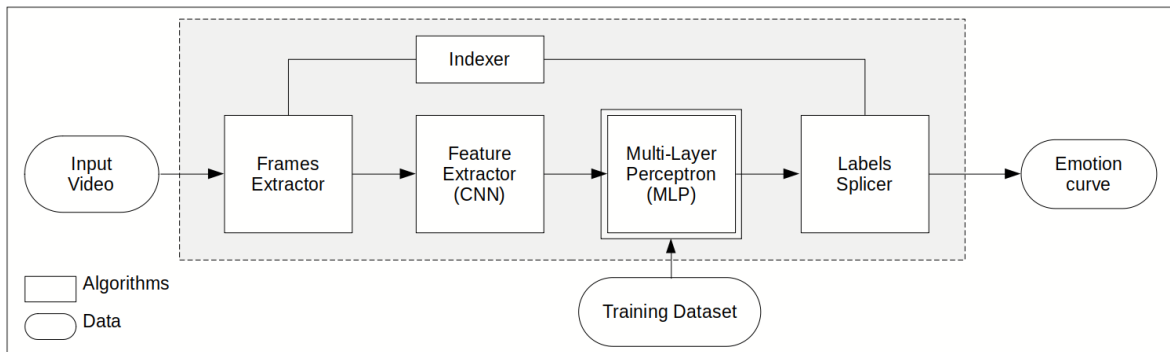 Indexer
Input
Video
Frames
Extractor
Feature
Extractor
(CNN)
Multi-Layer
Perceptron
(MLP)
Labels
Splicer
Emotion
curve
Training Dataset
Algorithms
Data